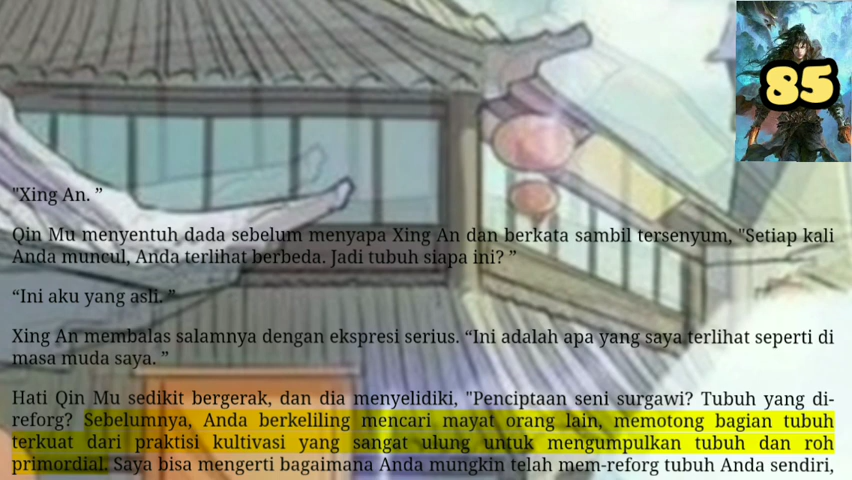 85
"Xing An. ”
Qin Mu menyentuh dada sebelum menyapa Xing An dan berkata sambil tersenyum, "Setiap kali
Anda muncul, Anda terlihat berbeda. Jadi tubuh siapa ini? ”
“Ini aku yang asli. ”
Xing An membalas salamnya dengan ekspresi serius. “Ini adalah apa yang saya terlihat seperti di
masa muda saya. ”
Hati Qin Mu sedikit bergerak, dan dia menyelidiki, "Penciptaan seni surgawi? Tubuh yang di-
reforg? Sebelumnya, Anda berkeliling mencari mayat orang lain, memotong bagian tubuh
terkuat dari praktisi kultivasi yang sangat ulung untuk mengumpulkan tubuh dan roh
primordial. Saya bisa mengerti bagaimana Anda mungkin telah mem-reforg tubuh Anda sendiri,